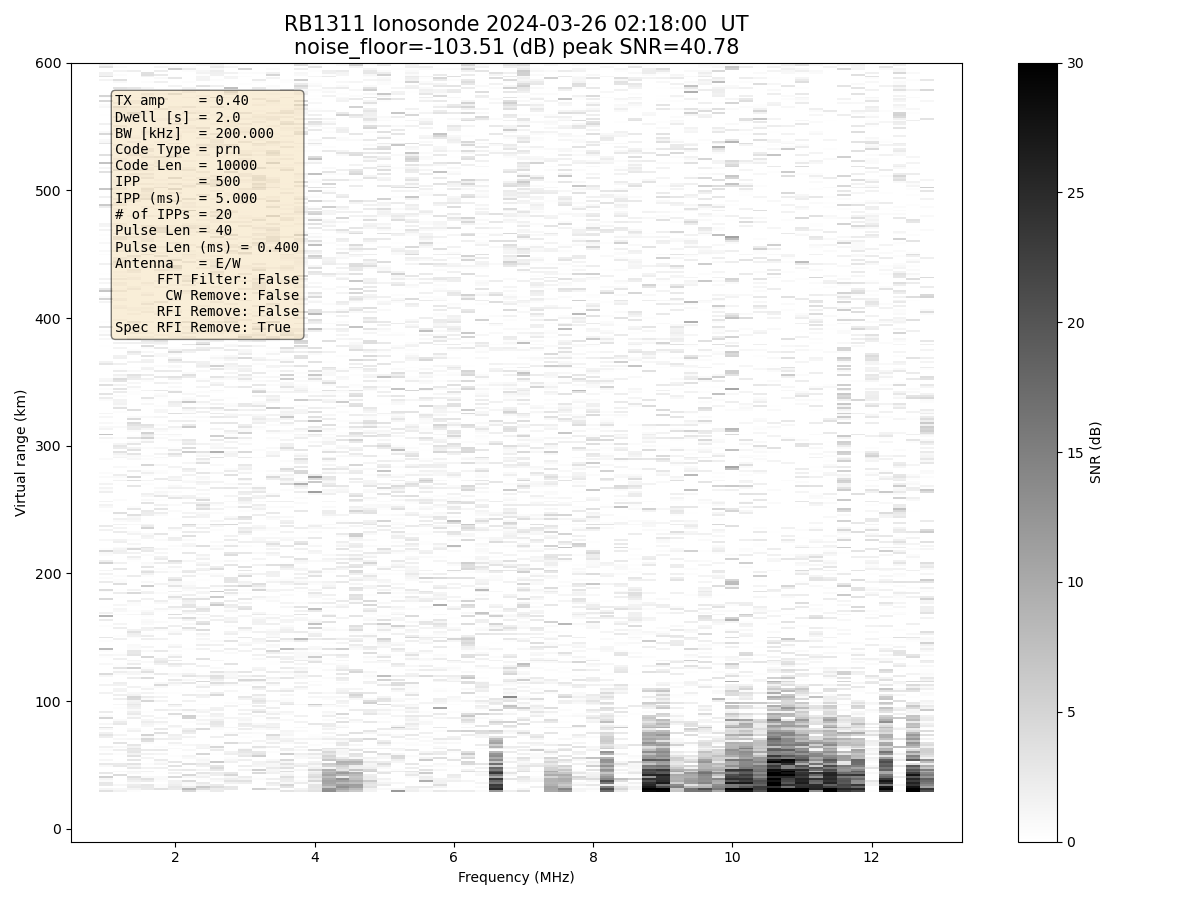 RB1311 Ionosonde 2024-03-26 02:18:00  UT
noise_floor=-103.51 (dB) peak SNR=40.78
TX amp    = 0.40
Dwell [s] = 2.0
BW [kHz]  = 200.000
Code Type = prn
Code Len  = 10000
IPP       = 500
IPP (ms)  = 5.000
# of IPPs = 20
Pulse Len = 40
Pulse Len (ms) = 0.400
Antenna   = E/W
FFT Filter: False
CW Remove: False
RFI Remove: False
Spec RFI Remove: True
600
500
400
300
200
100
0
Virtual range (km)
2 4 6 8 10 12
Frequency (MHz)
30
25
20
15
10
5
0
SNR (dB)